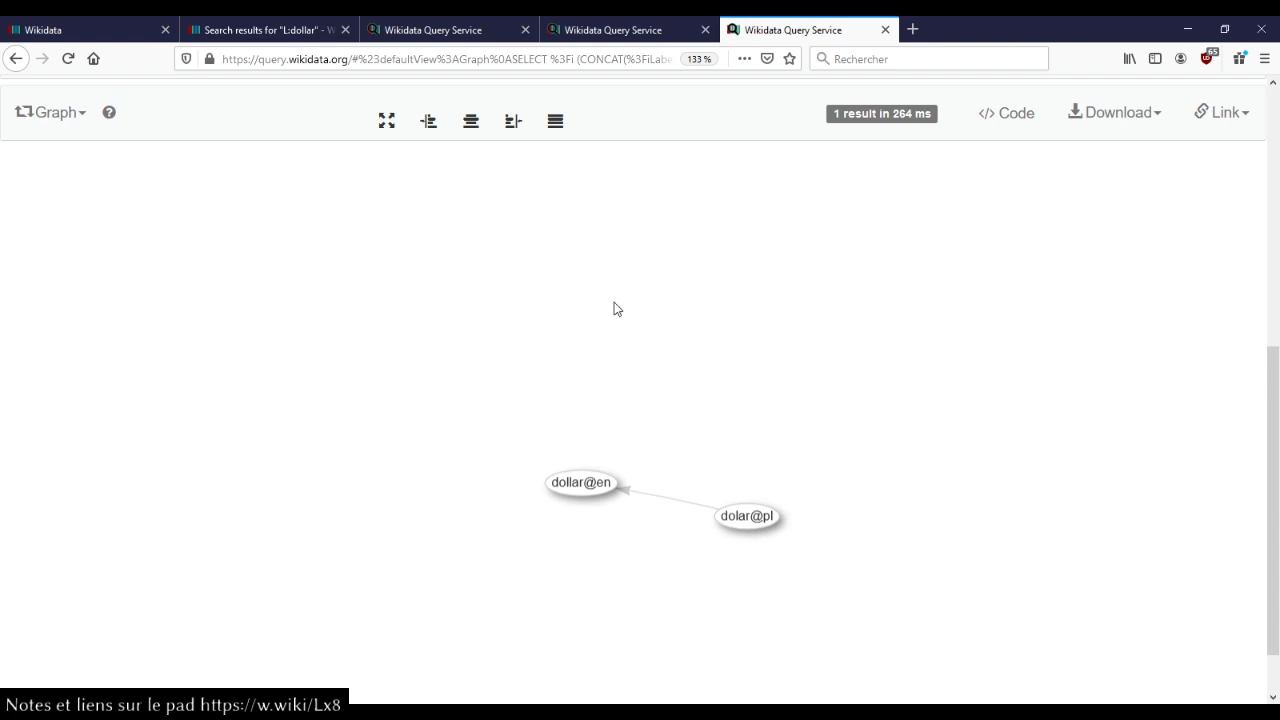 Wikidata
Search results for "L:dollar" - W
Wikidata Query Service
Wikidata Query Service
Wikidata Query Service
https://query.wikidata.org/#%23defaultView%3AGraph%0ASELECT %3Fi (CONCAT(%3FiLabe
133 %
Rechercher
65
Graph
1 result in 264 ms
</> Code
Download
Link
dollar@en
dolar@pl
Notes et liens sur le pad https://w.wiki/Lx8